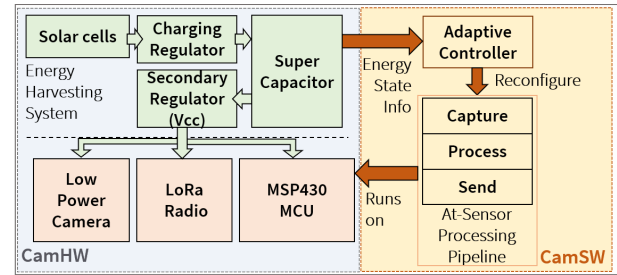 Solar cells
Charging
Regulator
Super
Capacitor
Energy
Harvesting
System
Secondary
Regulator
(Vcc)
Low
Power
Camera
LoRa
Radio
MSP430
MCU
CamHW
Adaptive
Controller
Energy
State
Info
Reconfigure
Capture
Process
Send
Runs
on
At-Sensor
Processing
Pipeline
CamSW